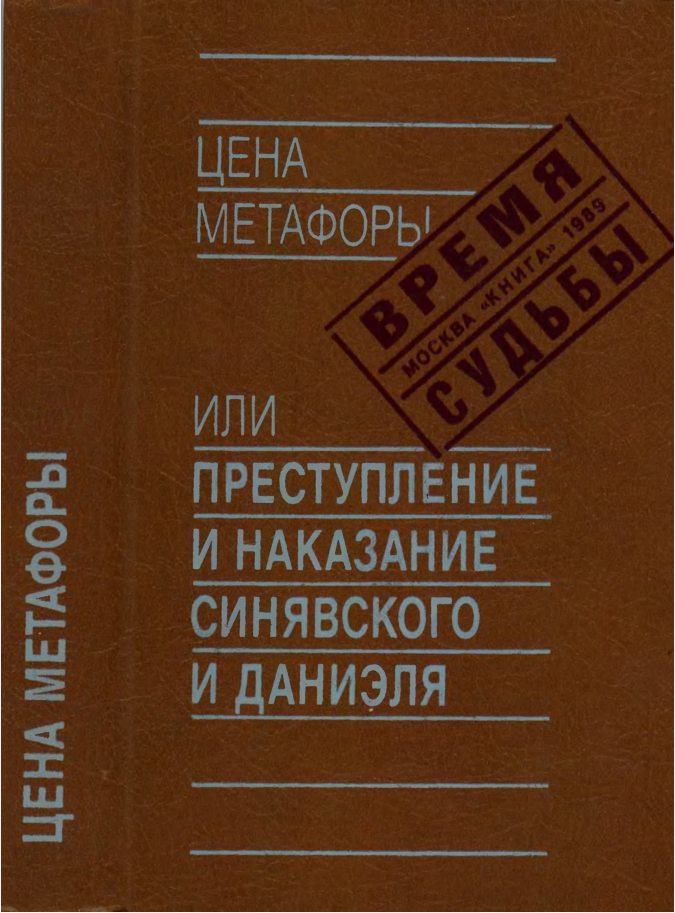 ЦЕНА
МЕТАФОРЫ
ИЛИ
ПРЕСТУПЛЕНИЕ
И НАКАЗАНИЕ
СИНЯВСКОГО
И ДАНИЭЛЯ
ВРЕМЯ
МОСКВА «КНИГА» 1989
СУДЬБЫ
ЦЕНА МЕТАФОРЫ